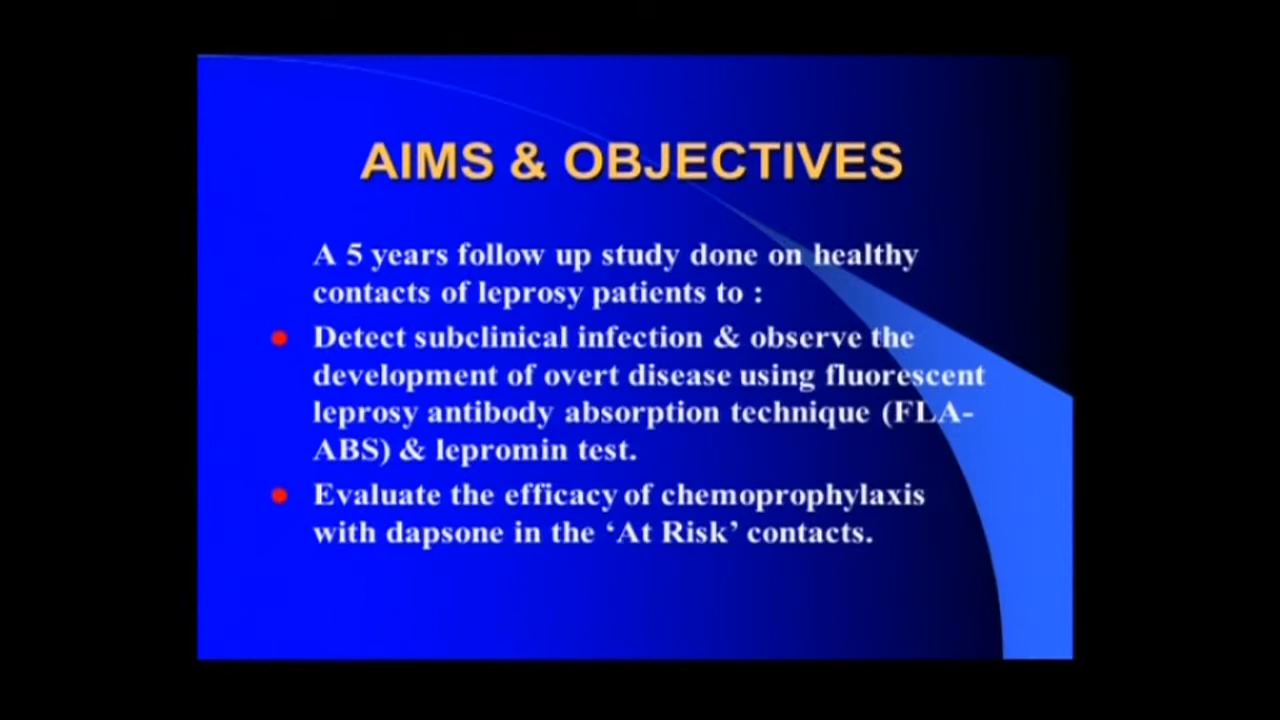 AIMS & OBJECTIVES
A 5 years follow up study done on healthy
contacts of leprosy patients to :
Detect subclinical infection & observe the
development of overt disease using fluorescent
leprosy antibody absorption technique (FLA-
ABS) & lepromin test.
Evaluate the efficacy of chemoprophylaxis
with dapsone in the ‘At Risk’ contacts.